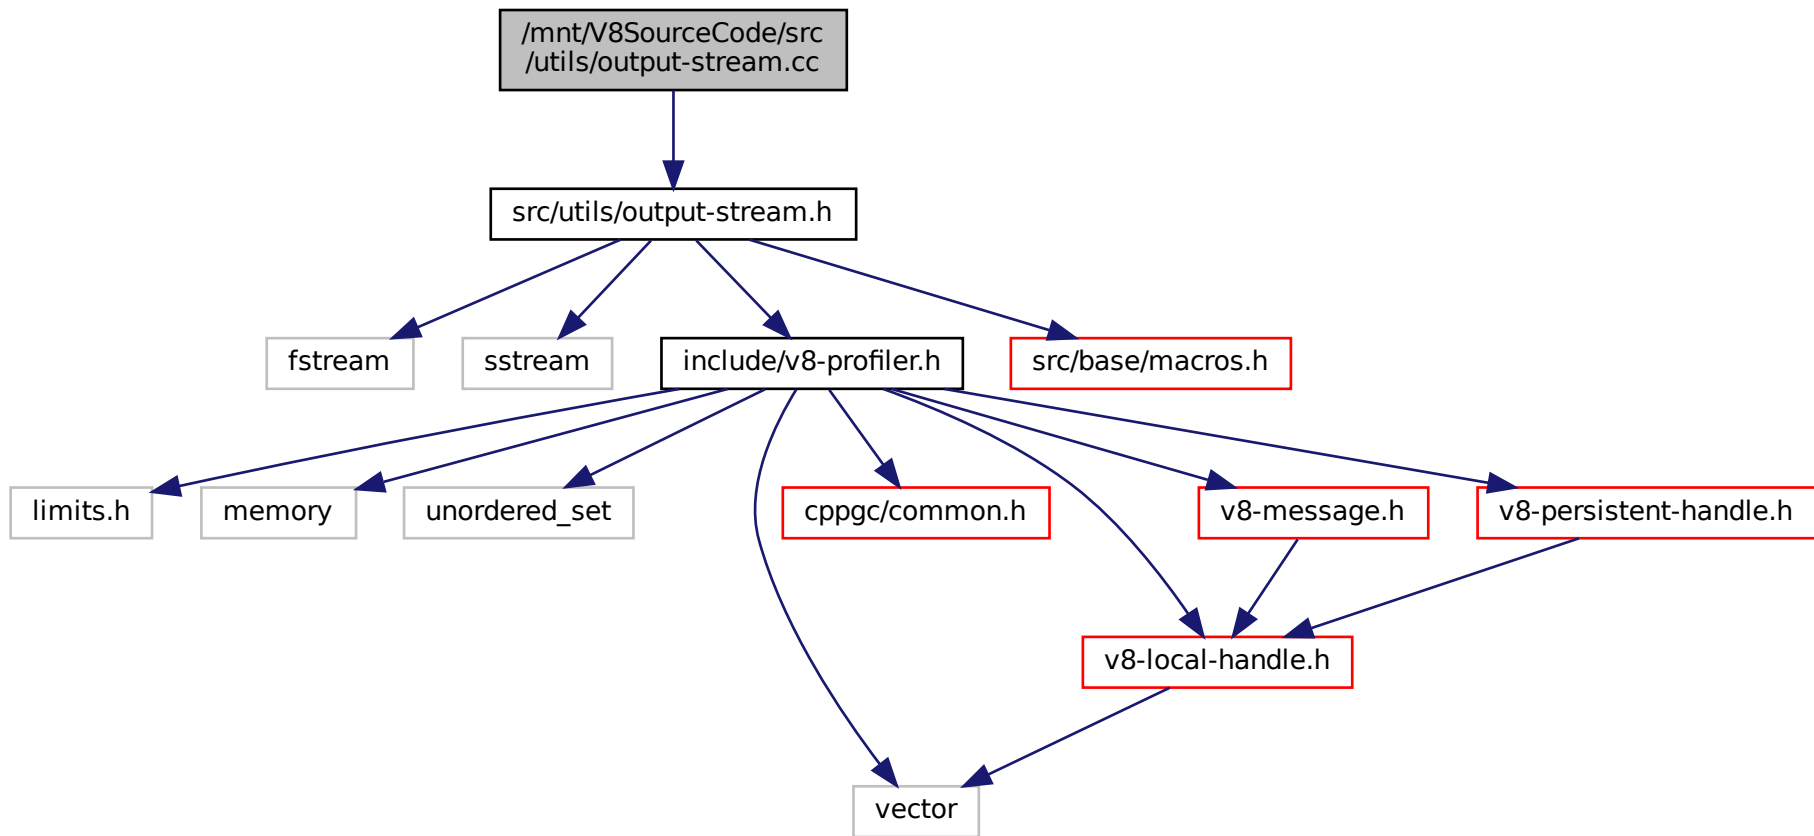 /mnt/V8SourceCode/src
/utils/output-stream.cc
src/utils/output-stream.h
fstream
sstream
include/v8-profiler.h
src/base/macros.h
limits.h
memory
unordered_set
cppgc/common.h
v8-message.h
v8-persistent-handle.h
v8-local-handle.h
vector